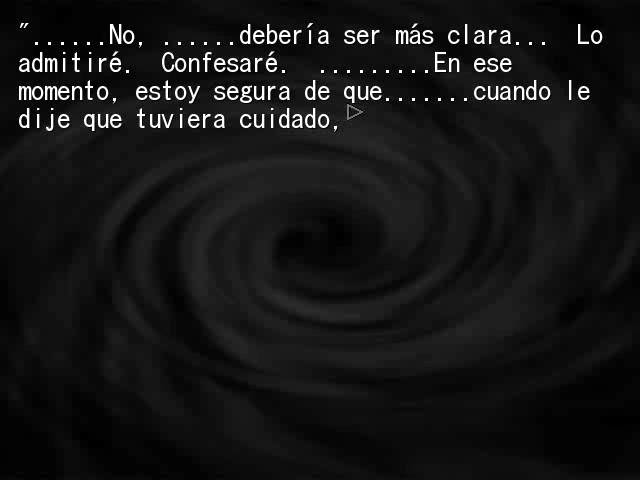 "......No, ......debería ser más clara...  Lo
admitiré.  Confesaré.  .........En ese
momento, estoy segura de que.......cuando le
dije que tuviera cuidado,